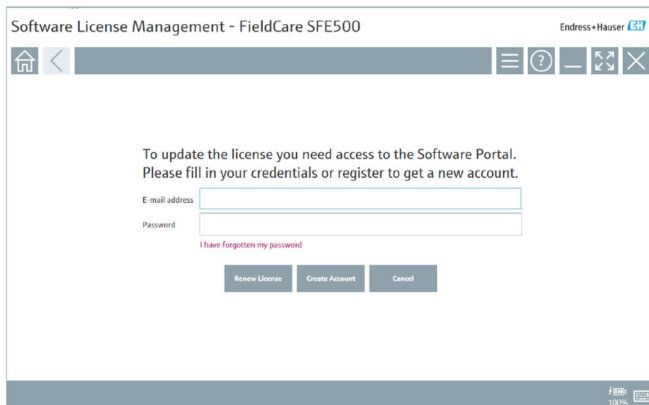 Software License Management - FieldCare SFE500
Endress+Hauser EH
?
To update the license you need access to the Software Portal.
Please fill in your credentials or register to get a new account.
E-mail address
Password
I have forgotten my password
Renew License Create Account Cancel
100%